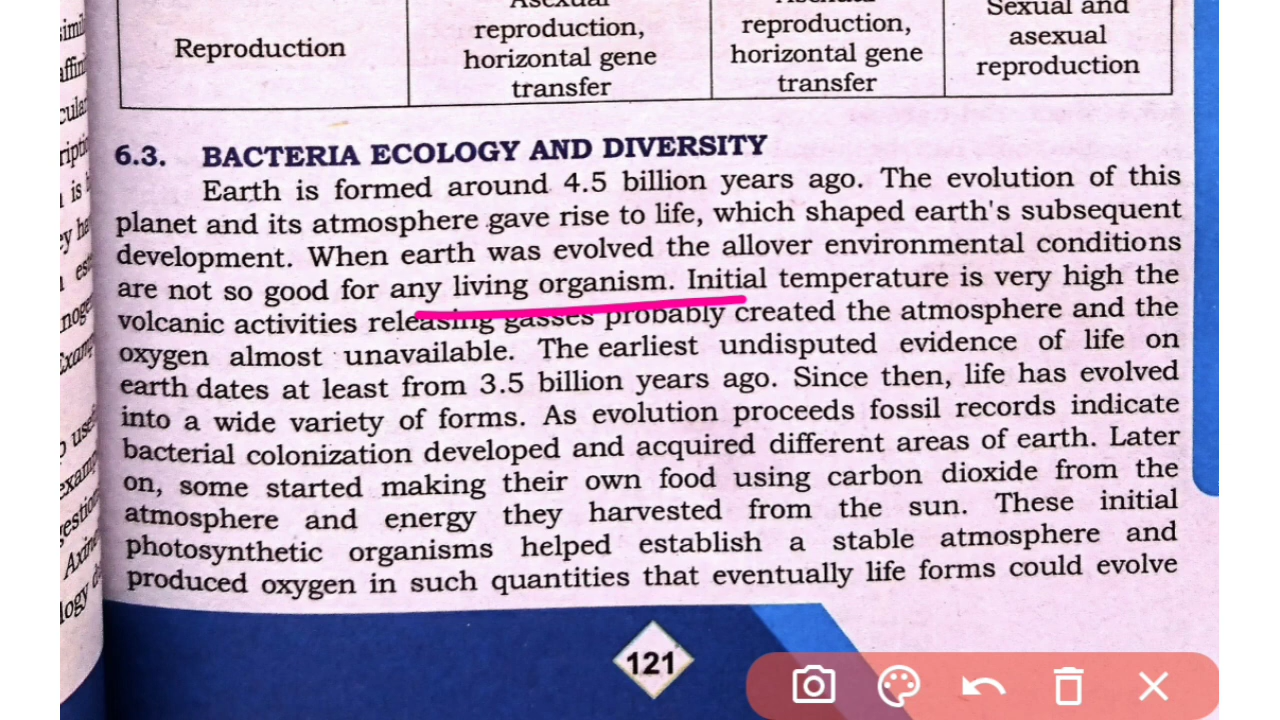 Reproduction
reproduction,
horizontal gene
transfer
reproduction,
horizontal gene
transfer
Sexual and
asexual
reproduction
6.3. BACTERIA ECOLOGY AND DIVERSITY
Earth is formed around 4.5 billion years ago. The evolution of this
planet and its atmosphere gave rise to life, which shaped earth's subsequent
development. When earth was evolved the allover environmental conditions
are not so good for any living organism. Initial temperature is very high the
volcanic activities releasing gasses probably created the atmosphere and the
oxygen almost unavailable. The earliest undisputed evidence of life on
earth dates at least from 3.5 billion years ago. Since then, life has evolved
into a wide variety of forms. As evolution proceeds fossil records indicate
bacterial colonization developed and acquired different areas of earth. Later
on, some started making their own food using carbon dioxide from the
atmosphere and energy they harvested from the sun. These initial
photosynthetic organisms helped establish a stable atmosphere and
produced oxygen in such quantities that eventually life forms could evolve
121